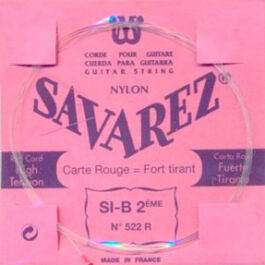 CORDE POUR GUITARE
CUERDA PARA GUITARRA
GUITAR STRING
NYLON
SAVAREZ
Red Card
High
Tension
Carte Rouge = Fort tirant
Carta Roja
Fuerte
Tirante
SI-B 2ÈME
N° 522 R
MADE IN FRANCE